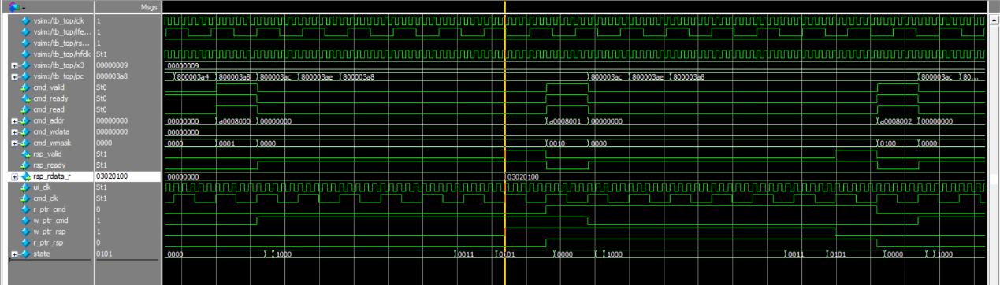 Msgs
vsim:/tb_top/clk 1
vsim:/tb_top/lfe... 1
vsim:/tb_top/rs... 1
vsim:/tb_top/hfclk St1
vsim:/tb_top/x3 00000009 00000009
vsim:/tb_top/pc 800003a8 800003a4 800003a8 800003ac 800003ae 800003a8 800003ac 800003ae 800003a8 800003ac 80...
cmd_valid St0
cmd_ready St0
cmd_read St0
cmd_addr 00000000 00000000 a0008000 00000000 a0008001 00000000 a0008002 00000000
cmd_wdata 00000000 00000000
cmd_wmask 0000 0000 0001 0000 0010 0000 0100 0000
rsp_valid St1
rsp_ready St1
rsp_rdata_r 03020100 00000000 03020100
ui_clk St1
cmd_clk St1
r_ptr_cmd 0
w_ptr_cmd 1
w_ptr_rsp 1
r_ptr_rsp 0
state 0101 0000 1000 0011 0101 0000 1000 0011 0101 0000 1000